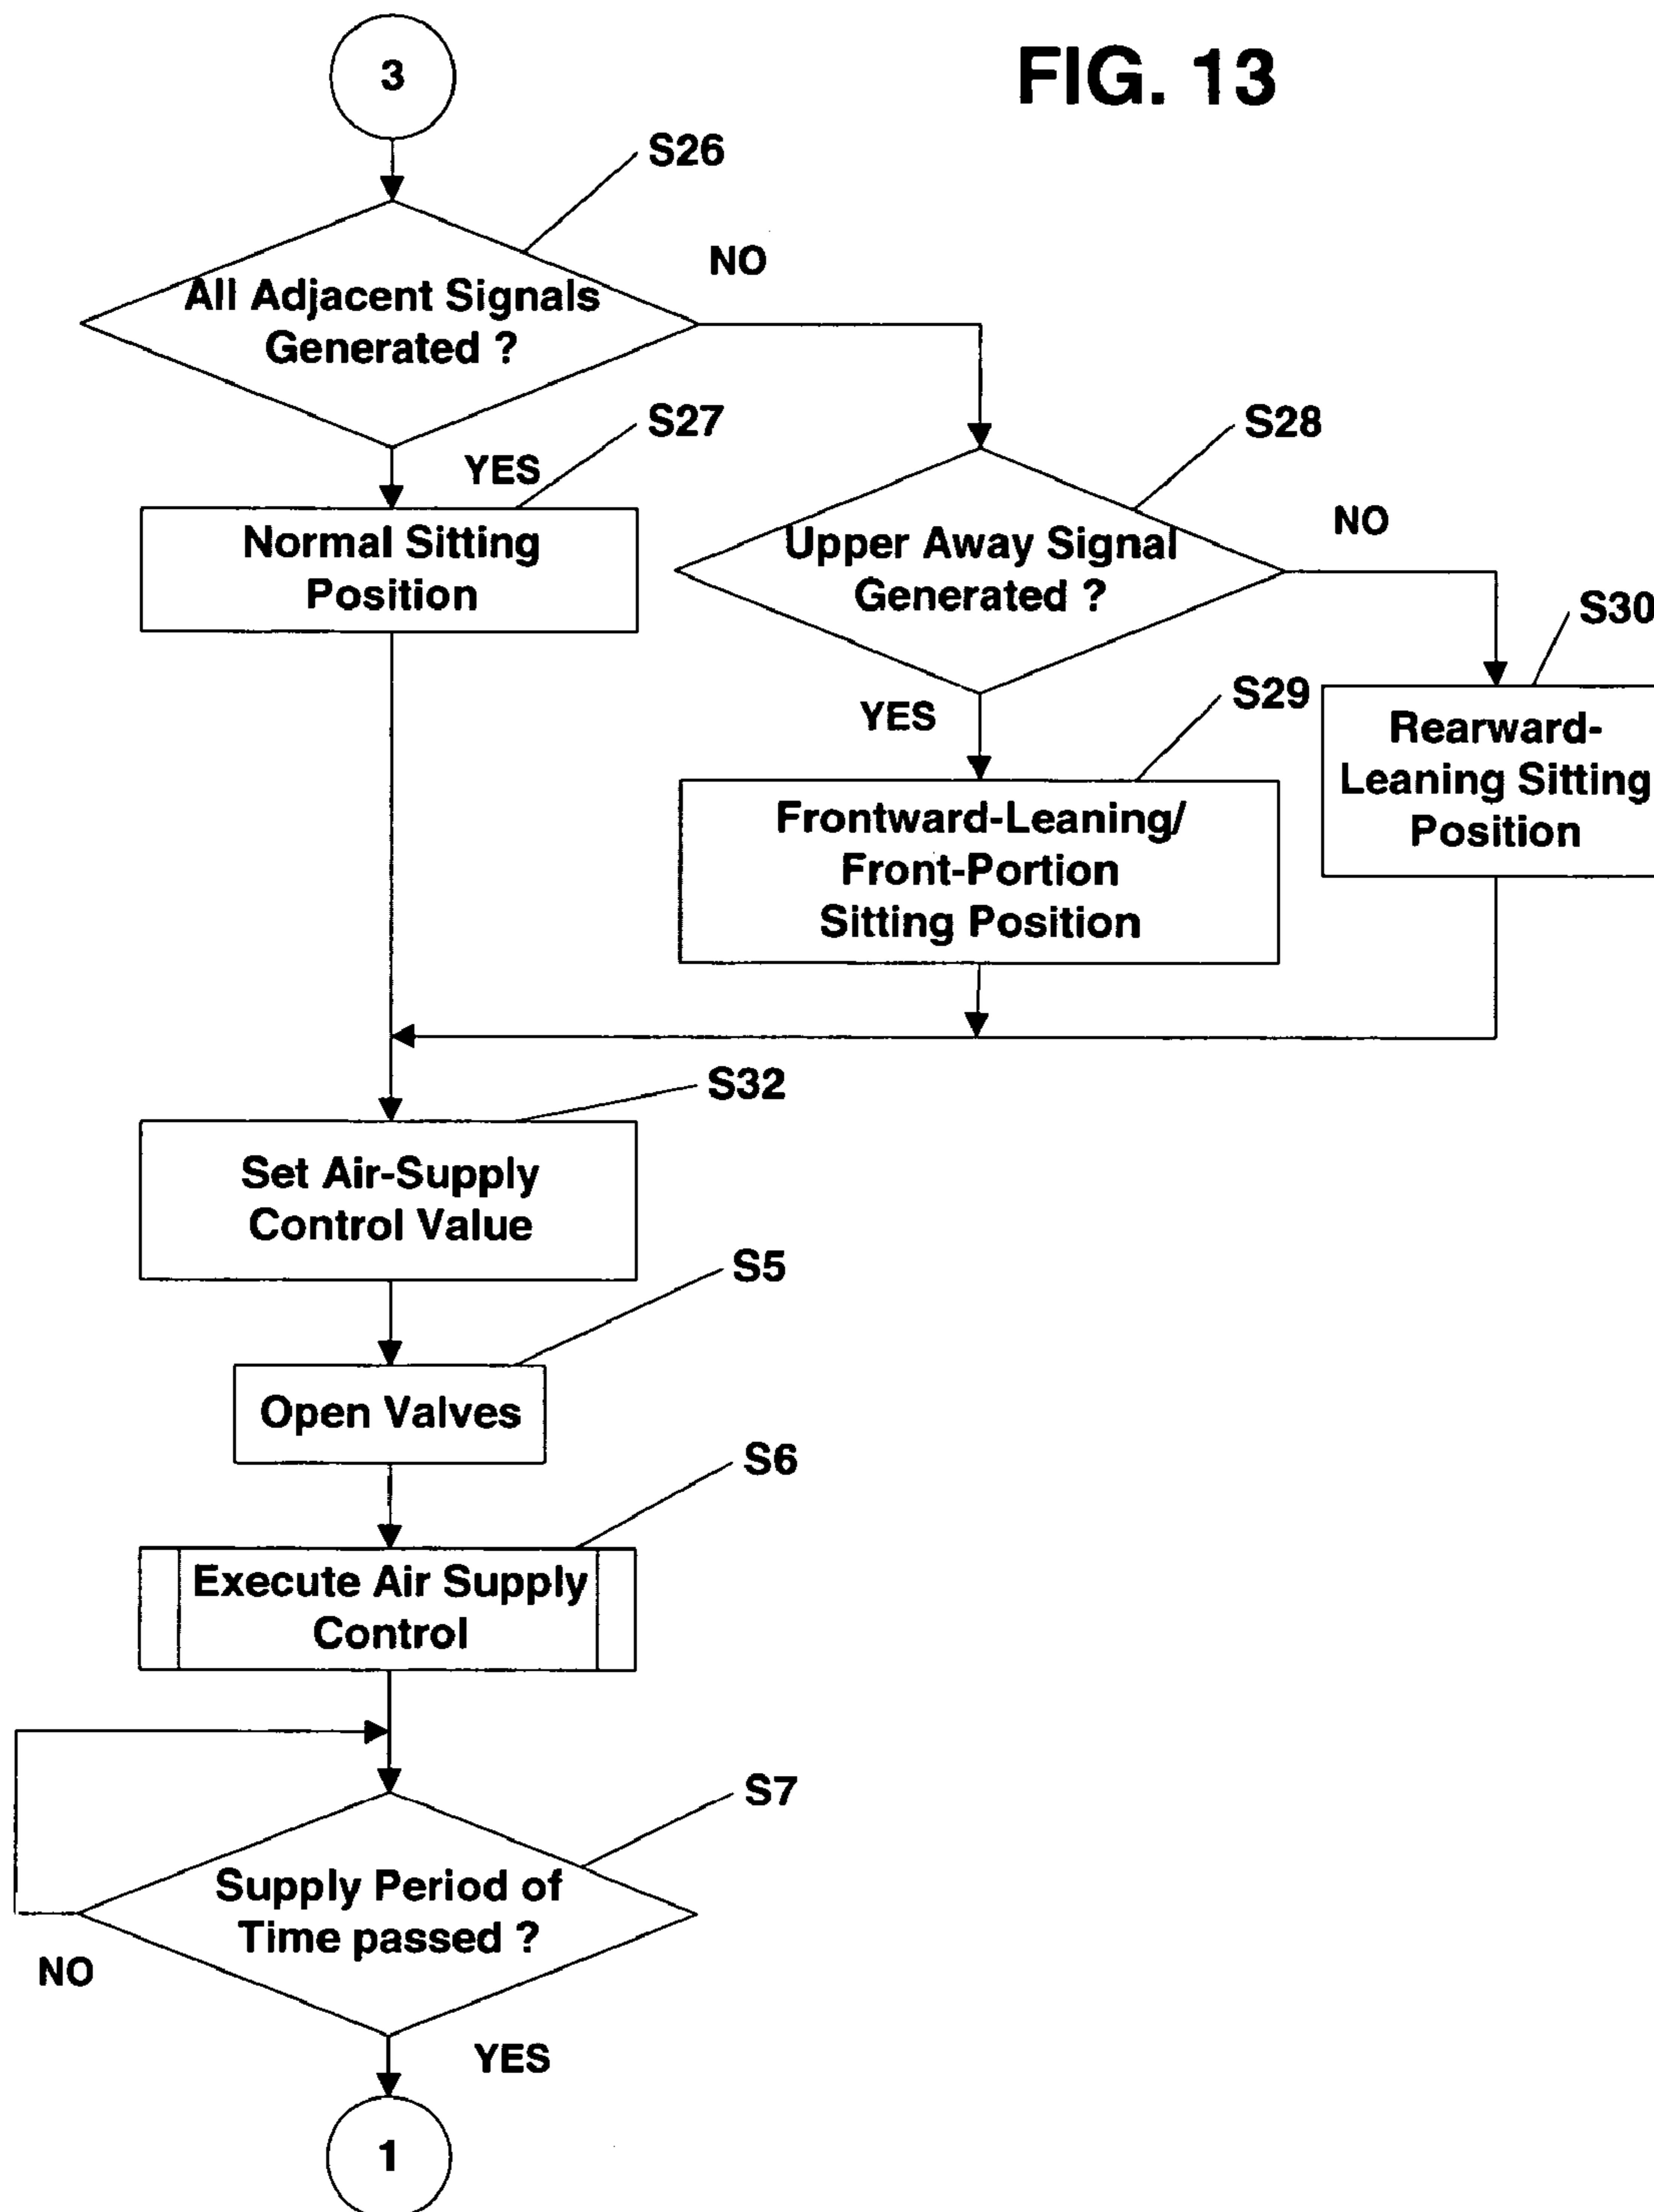 FIG. 13
3
S26
All Adjacent Signals
Generated ?
NO
YES
S27
Normal Sitting
Position
S28
Upper Away Signal
Generated ?
NO
YES
S30
Rearward-
Leaning Sitting
Position
S29
Frontward-Leaning/
Front-Portion
Sitting Position
S32
Set Air-Supply
Control Value
S5
Open Valves
S6
Execute Air Supply
Control
S7
Supply Period of
Time passed ?
NO
YES
1